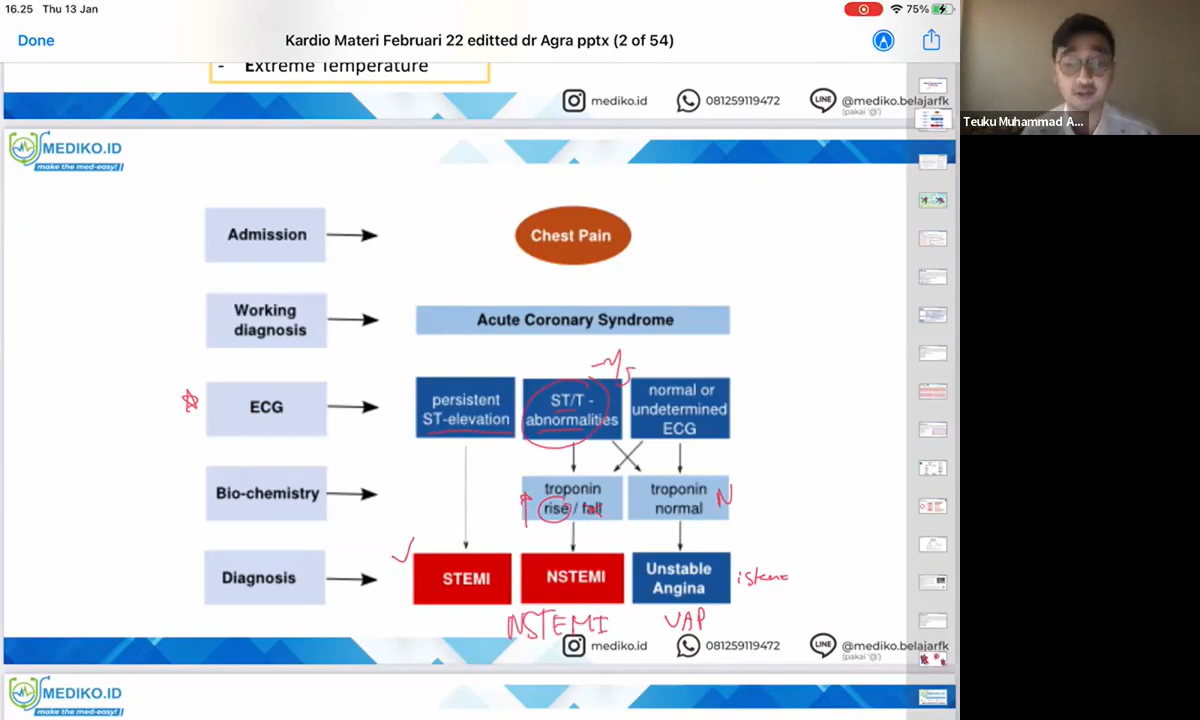 16.25 Thu 13 Jan
75%
Done
Kardio Materi Februari 22 editted dr Agra pptx (2 of 54)
Teuku Muhammad A...
- Extreme Temperature
mediko.id
081259119472
LINE
@mediko.belajarfk
(pakai '@')
MEDIKO.ID
make the med-easy!
Admission
Chest Pain
Working
diagnosis
Acute Coronary Syndrome
ECG
persistent
ST-elevation
ST/T -
abnormalities
normal or
undetermined
ECG
Bio-chemistry
troponin
rise / fall
troponin
normal
N
Diagnosis
STEMI
NSTEMI
Unstable
Angina
NSTEMI
UAP
mediko.id
081259119472
LINE
@mediko.belajarfk
(pakai '@')
MEDIKO.ID
make the med-easy!